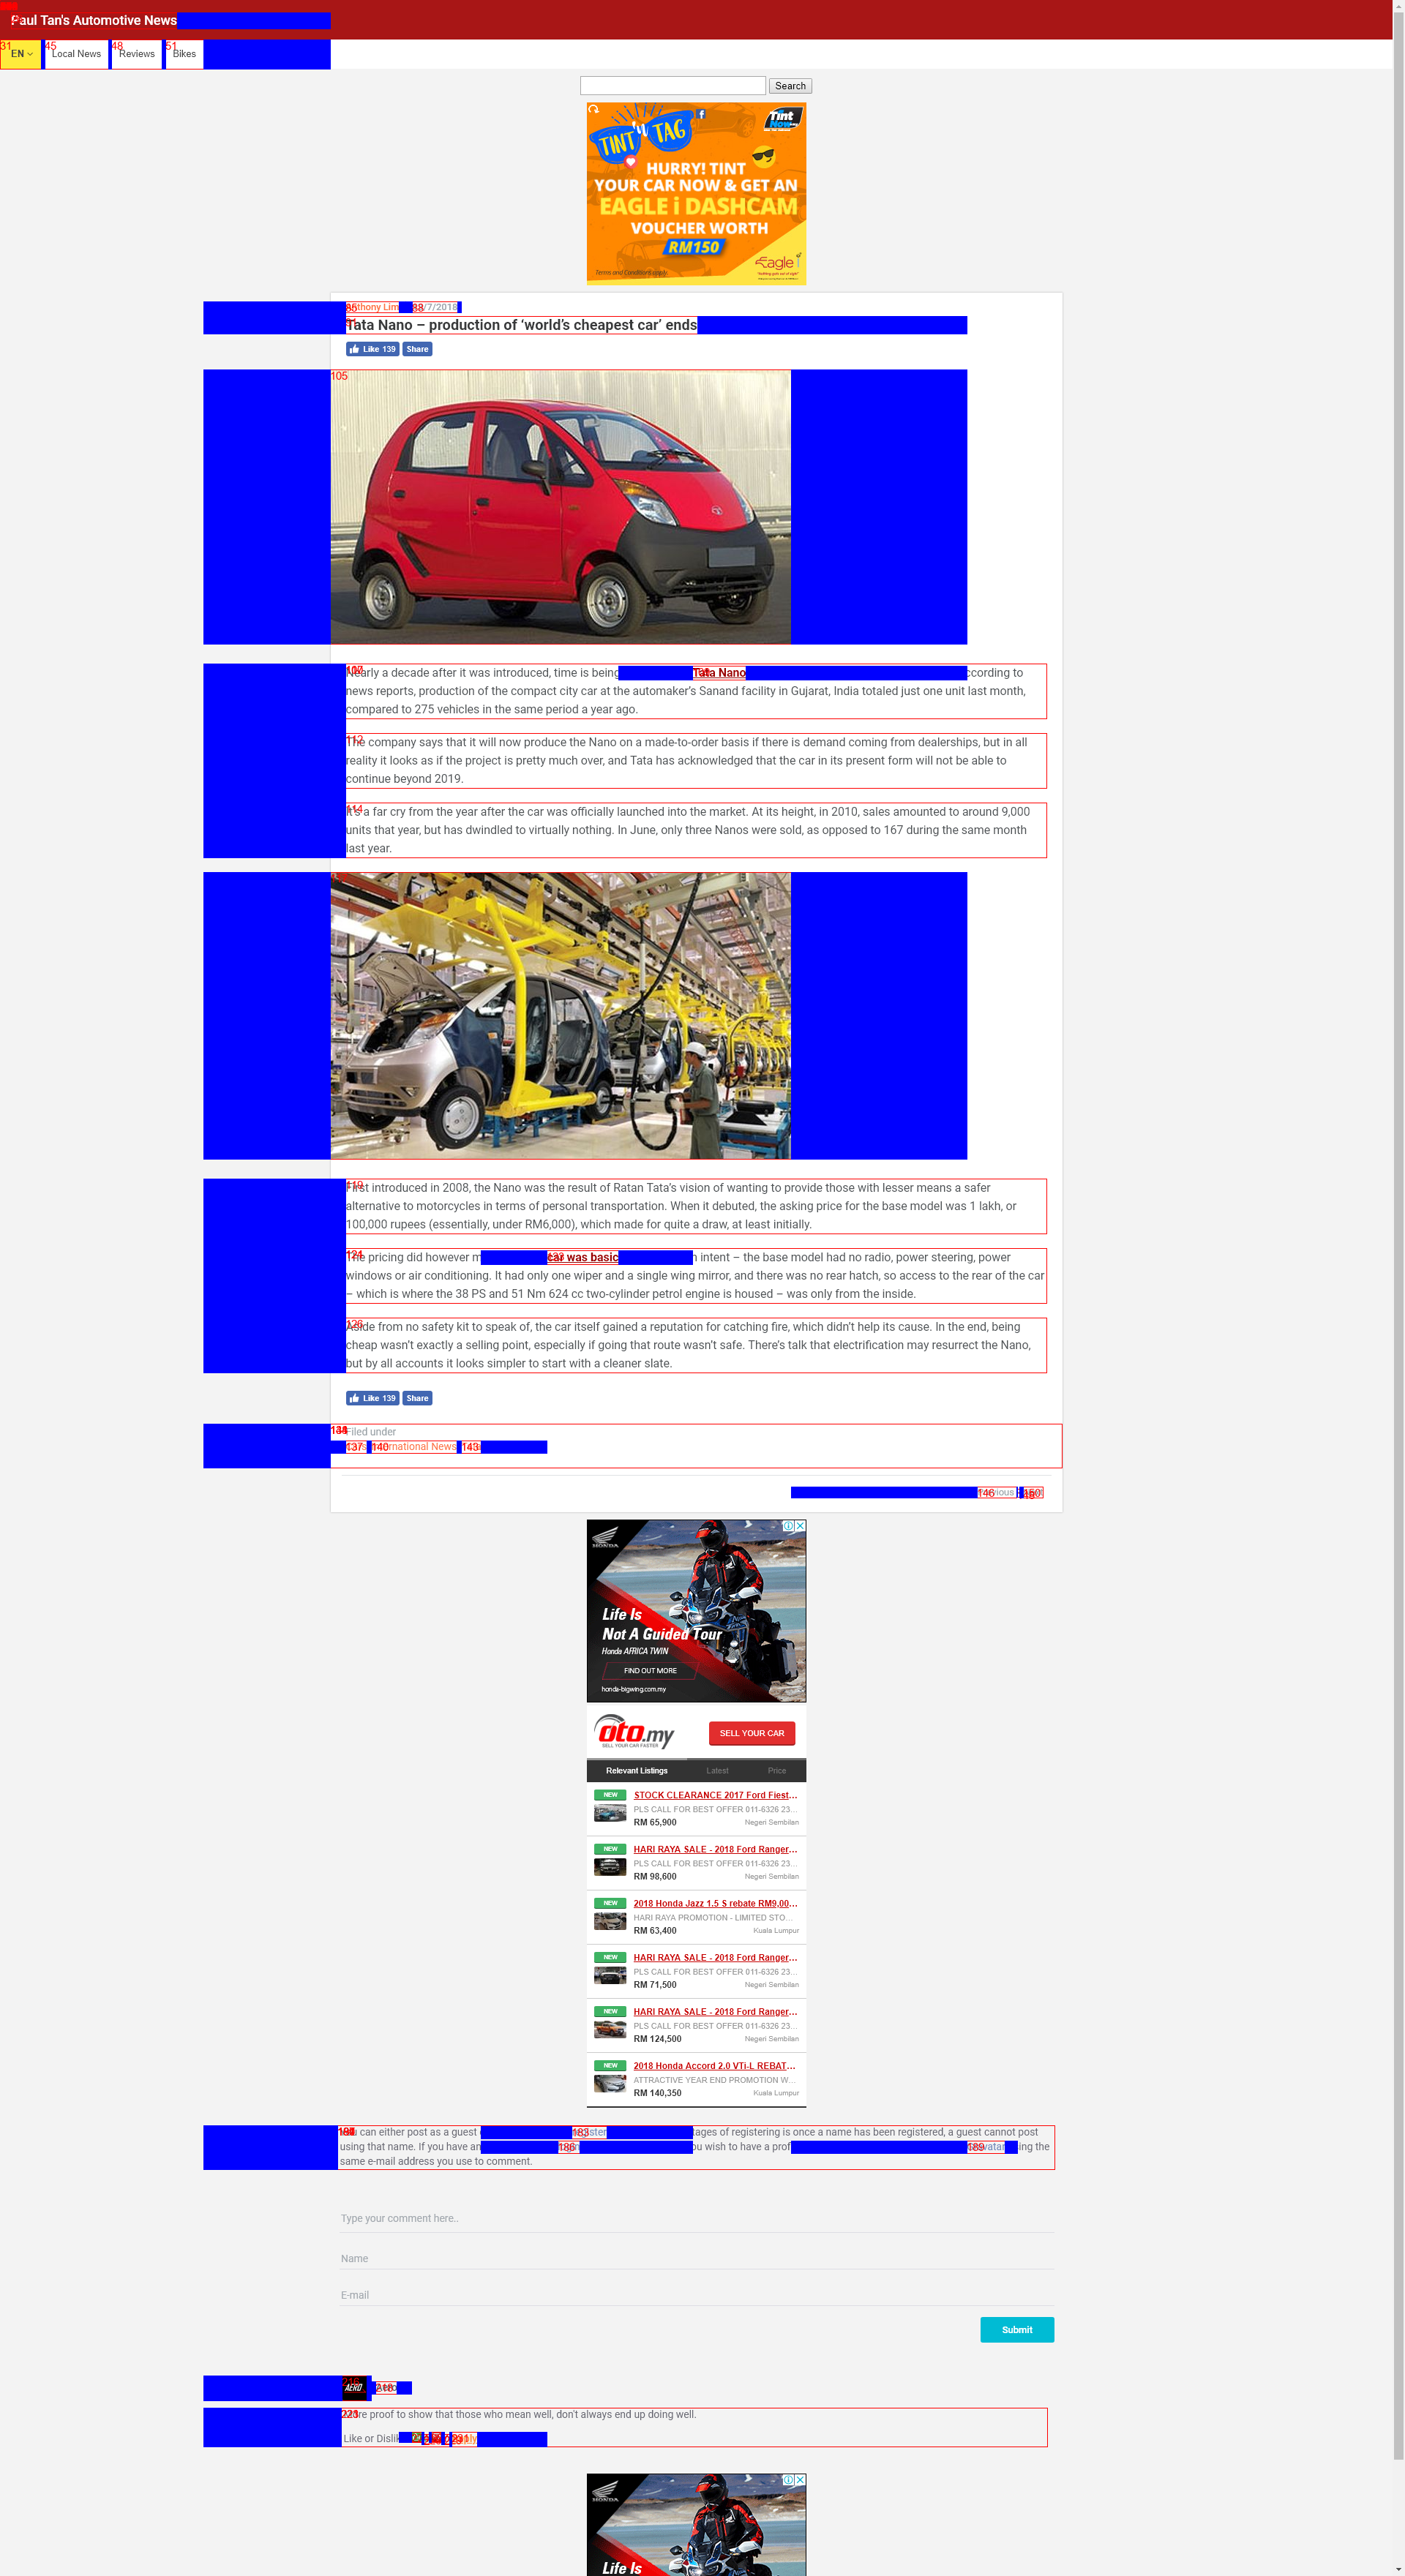 Paul Tan's Automotive News
31 EN 45 Local News 48 Reviews 51 Bikes
Search
TINT 'n TAG
Tint Now
HURRY! TINT
YOUR CAR NOW & GET AN
EAGLE i DASHCAM
VOUCHER WORTH
RM150
Eagle i
Terms and Conditions apply.
85 Anthony Lim 88 /7/2018
Tata Nano – production of ‘world’s cheapest car’ ends
Like 139 Share
105
Nearly a decade after it was introduced, time is being Tata Nano ccording to
news reports, production of the compact city car at the automaker’s Sanand facility in Gujarat, India totaled just one unit last month,
compared to 275 vehicles in the same period a year ago.
112
The company says that it will now produce the Nano on a made-to-order basis if there is demand coming from dealerships, but in all
reality it looks as if the project is pretty much over, and Tata has acknowledged that the car in its present form will not be able to
continue beyond 2019.
114
It’s a far cry from the year after the car was officially launched into the market. At its height, in 2010, sales amounted to around 9,000
units that year, but has dwindled to virtually nothing. In June, only three Nanos were sold, as opposed to 167 during the same month
last year.
119
First introduced in 2008, the Nano was the result of Ratan Tata’s vision of wanting to provide those with lesser means a safer
alternative to motorcycles in terms of personal transportation. When it debuted, the asking price for the base model was 1 lakh, or
100,000 rupees (essentially, under RM6,000), which made for quite a draw, at least initially.
The pricing did however m 123 car was basic n intent – the base model had no radio, power steering, power
windows or air conditioning. It had only one wiper and a single wing mirror, and there was no rear hatch, so access to the rear of the car
– which is where the 38 PS and 51 Nm 624 cc two-cylinder petrol engine is housed – was only from the inside.
126
Aside from no safety kit to speak of, the car itself gained a reputation for catching fire, which didn’t help its cause. In the end, being
cheap wasn’t exactly a selling point, especially if going that route wasn’t safe. There’s talk that electrification may resurrect the Nano,
but by all accounts it looks simpler to start with a cleaner slate.
Like 139 Share
Filed under
137 140 International News 143
146
Life Is
Not A Guided Tour
Honda AFRICA TWIN
FIND OUT MORE
honda-bigwing.com.my
HONDA
oto.my
SELL YOUR CAR FASTER
SELL YOUR CAR
Relevant Listings Latest Price
NEW STOCK CLEARANCE 2017 Ford Fiest...
PLS CALL FOR BEST OFFER 011-6326 23...
RM 65,900 Negeri Sembilan
NEW HARI RAYA SALE - 2018 Ford Ranger...
PLS CALL FOR BEST OFFER 011-6326 23...
RM 98,600 Negeri Sembilan
NEW 2018 Honda Jazz 1.5 S rebate RM9,00...
HARI RAYA PROMOTION - LIMITED STO...
RM 63,400 Kuala Lumpur
NEW HARI RAYA SALE - 2018 Ford Ranger...
PLS CALL FOR BEST OFFER 011-6326 23...
RM 71,500 Negeri Sembilan
NEW HARI RAYA SALE - 2018 Ford Ranger...
PLS CALL FOR BEST OFFER 011-6326 23...
RM 124,500 Negeri Sembilan
NEW 2018 Honda Accord 2.0 VTi-L REBAT...
ATTRACTIVE YEAR END PROMOTION W...
RM 140,350 Kuala Lumpur
You can either post as a guest 183 tages of registering is once a name has been registered, a guest cannot post
using that name. If you have an 186 ou wish to have a prof 189 vatar ing the
same e-mail address you use to comment.
Type your comment here..
Name
E-mail
Submit
216 AERO 218
More proof to show that those who mean well, don't always end up doing well.
Like or Dislik 231
HONDA
Life Is